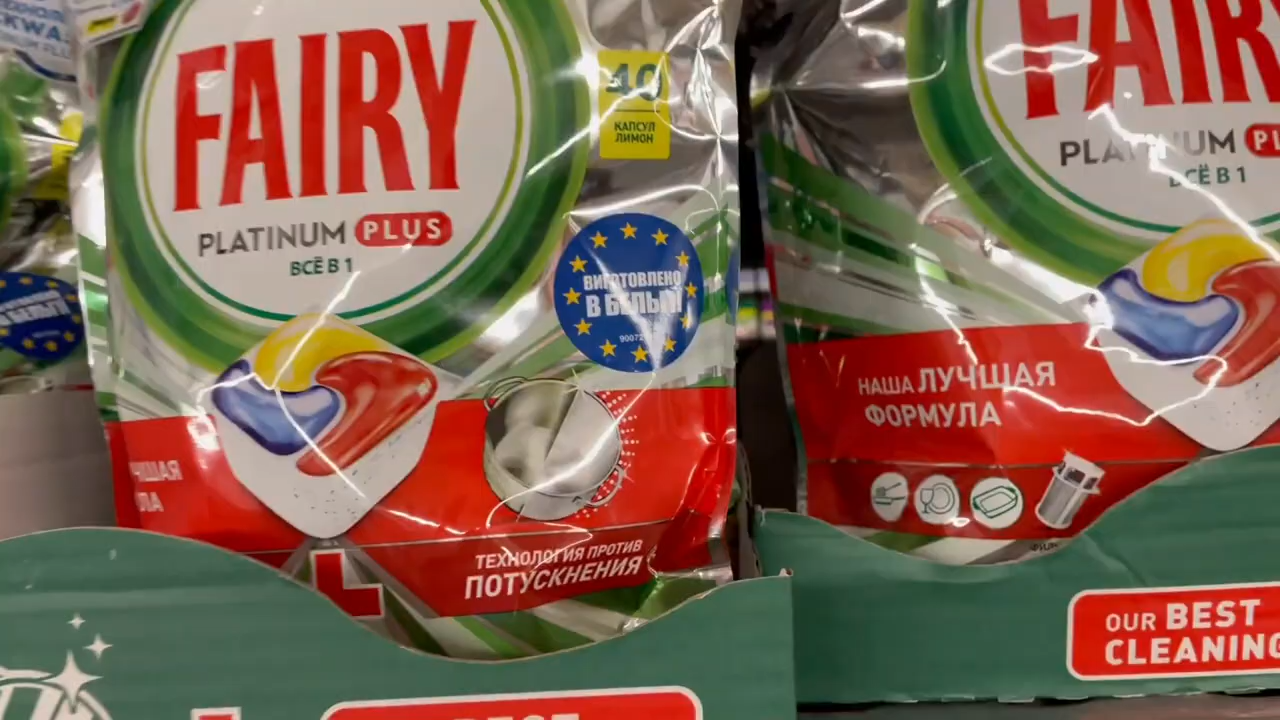 FAIRY
PLATINUM PLUS
ВСЁ В 1
40
КАПСУЛ
ЛИМОН
ВИГОТОВЛЕНО
В БЕЛЬГІЇ
ТЕХНОЛОГИЯ ПРОТИВ
ПОТУСКНЕНИЯ
FAIRY
PLATINUM
ВСЁ В 1
НАША ЛУЧШАЯ
ФОРМУЛА
OUR BEST
CLEANING
BEST